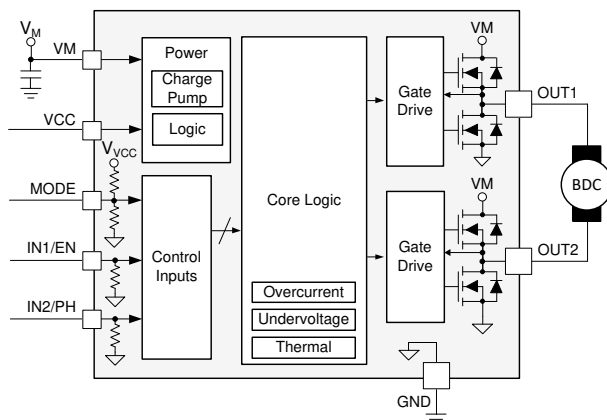 VM
VM
Power
Charge
Pump
Logic
VCC
VVCC
MODE
IN1/EN
IN2/PH
Control
Inputs
Core Logic
Overcurrent
Undervoltage
Thermal
Gate
Drive
VM
OUT1
BDC
Gate
Drive
VM
OUT2
GND